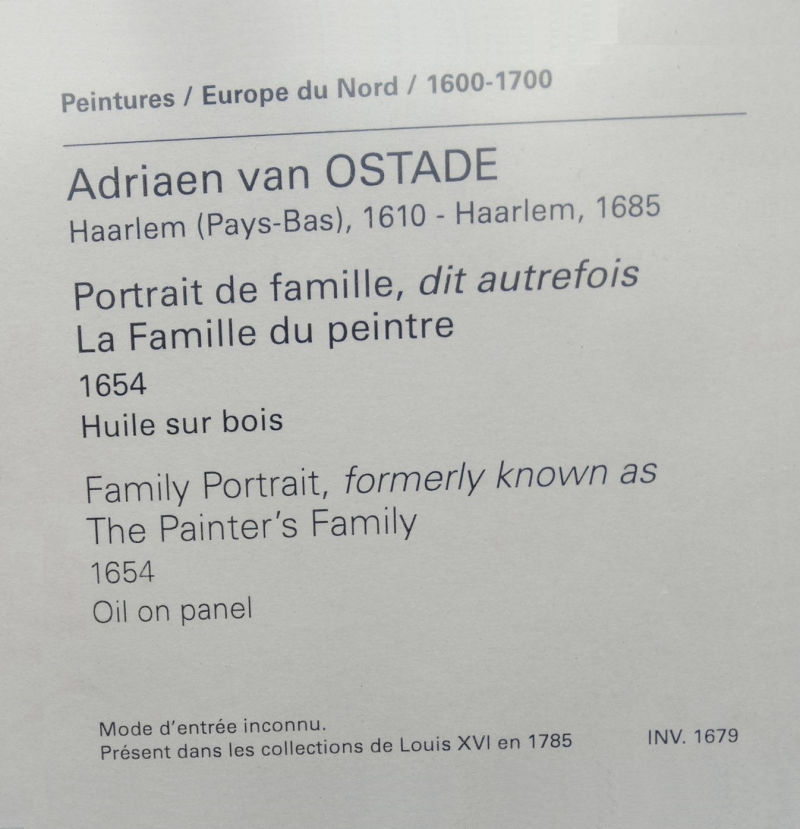 Peintures / Europe du Nord / 1600-1700
Adriaen van OSTADE
Haarlem (Pays-Bas), 1610 - Haarlem, 1685
Portrait de famille, dit autrefois
La Famille du peintre
1654
Huile sur bois
Family Portrait, formerly known as
The Painter's Family
1654
Oil on panel
Mode d'entrée inconnu.
Présent dans les collections de Louis XVI en 1785 INV. 1679